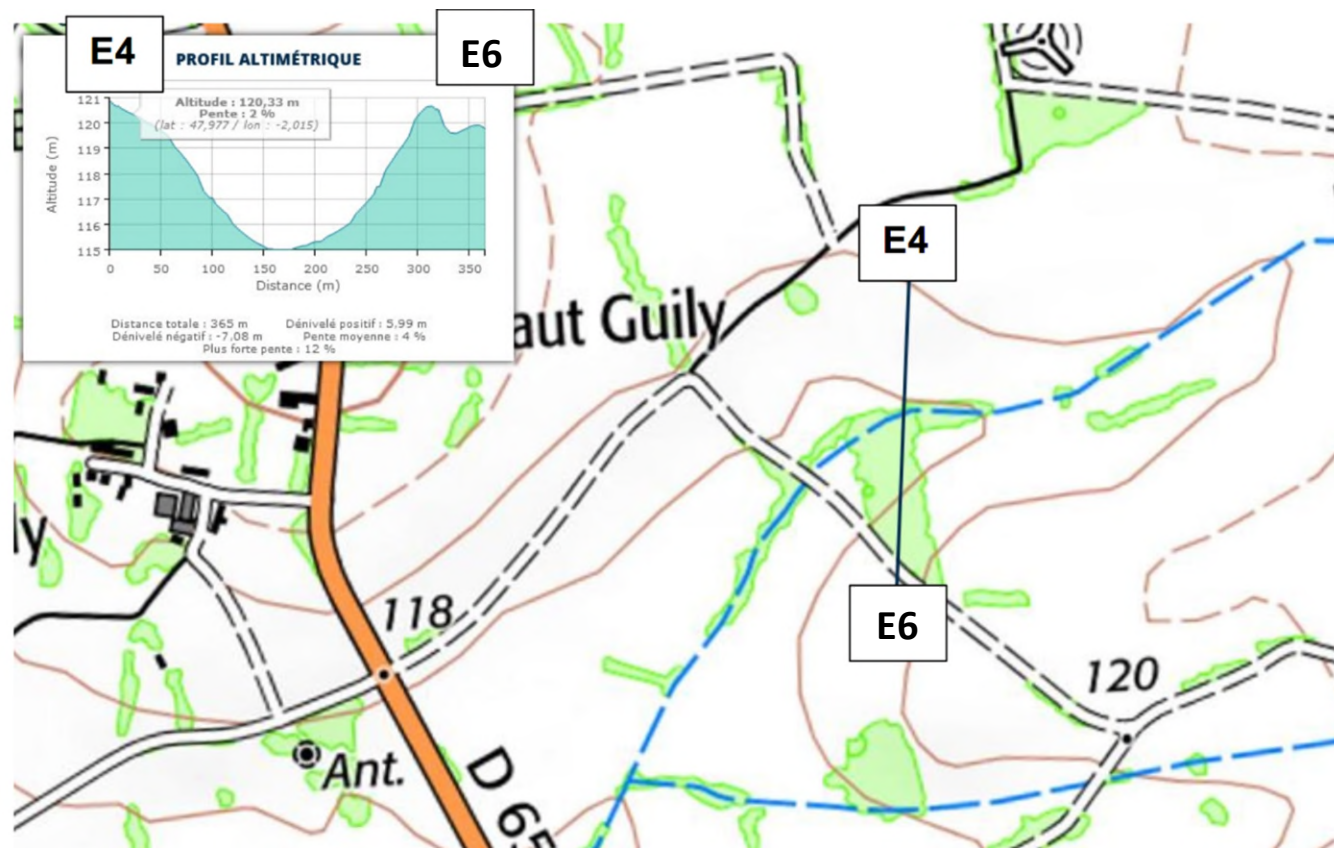 E4
PROFIL ALTIMÉTRIQUE
E6
Altitude : 120,33 m
Pente : 2 %
(lat : 47,977 / lon : -2,015)
121
120
119
118
117
116
115
Altitude (m)
0 50 100 150 200 250 300 350
Distance (m)
Distance totale : 365 m Dénivelé positif : 5,99 m
Dénivelé négatif : -7.08 m Pente moyenne : 4 %
Plus forte pente : 12 %
E4
aut Guily
ly
118
E6
120
Ant.
D 65